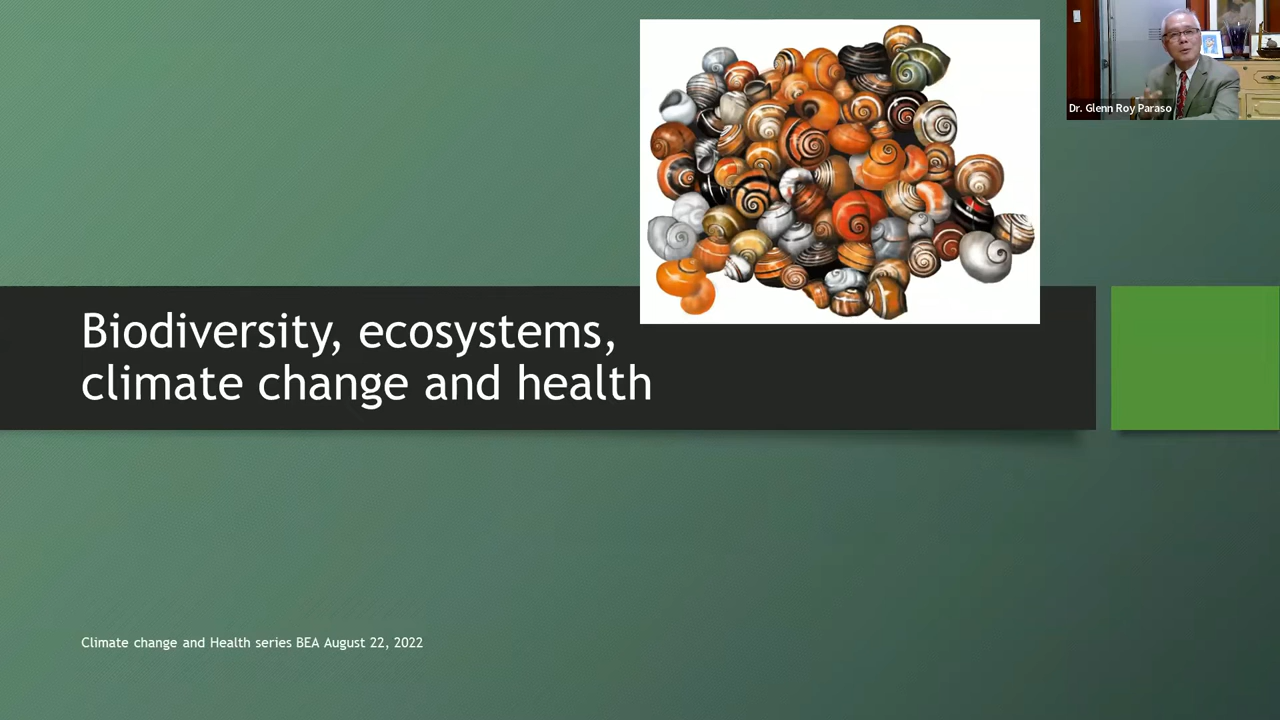 Dr. Glenn Roy Paraso
Biodiversity, ecosystems,
climate change and health
Climate change and Health series BEA August 22, 2022